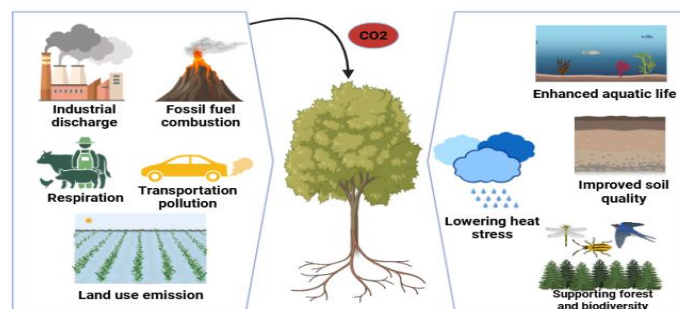 Industrial
discharge
Fossil fuel
combustion
Respiration
Transportation
pollution
Land use emission
CO2
Enhanced aquatic life
Improved soil
quality
Lowering heat
stress
Supporting forest
and biodiversity